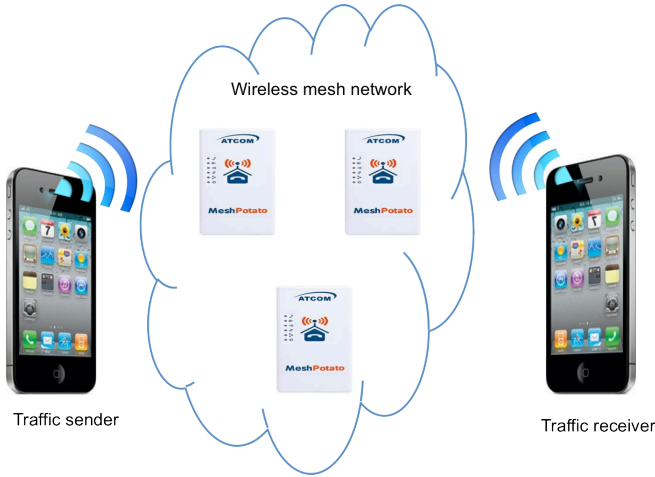 Wireless mesh network
ATCOM
MeshPotato
ATCOM
MeshPotato
ATCOM
MeshPotato
Traffic sender
Traffic receiver